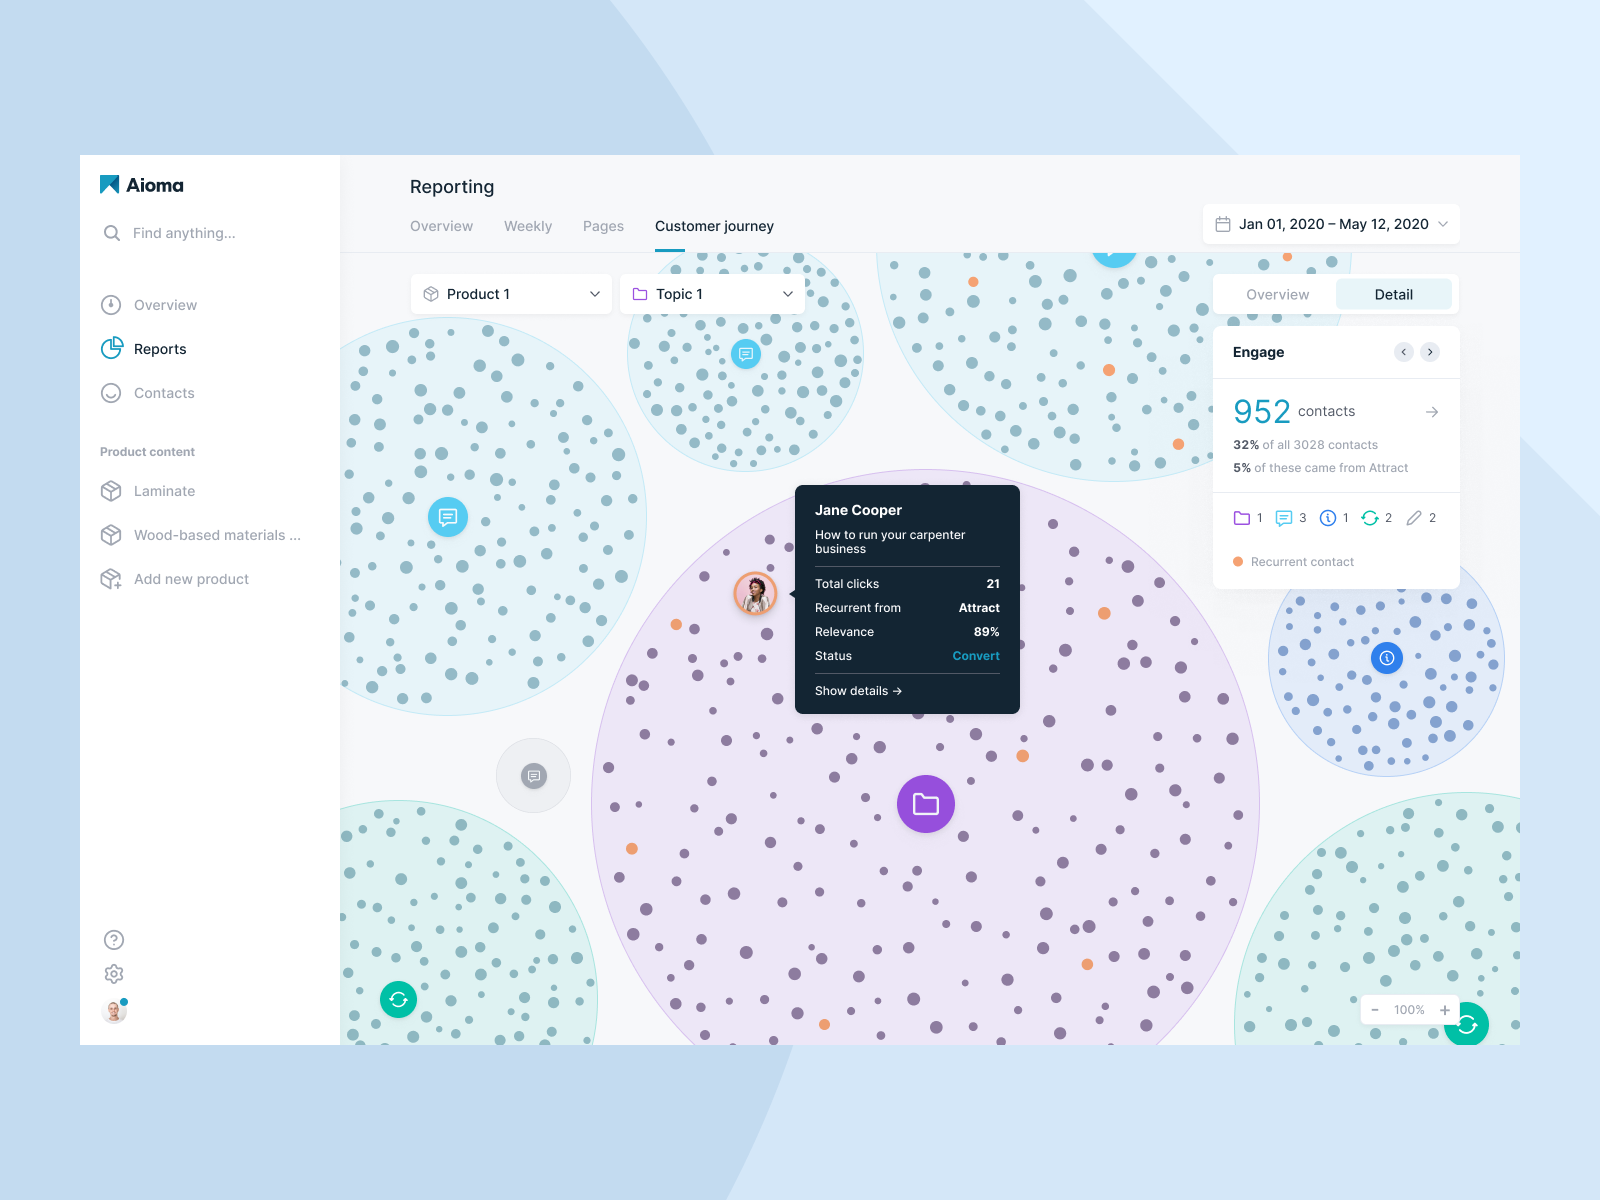 Aioma
Find anything...
Overview
Reports
Contacts
Product content
Laminate
Wood-based materials ...
Add new product
Reporting
Overview
Weekly
Pages
Customer journey
Jan 01, 2020 – May 12, 2020
Product 1
Topic 1
Overview
Detail
Engage
952 contacts
32% of all 3028 contacts
5% of these came from Attract
1
3
1
2
2
Recurrent contact
Jane Cooper
How to run your carpenter
business
Total clicks 21
Recurrent from Attract
Relevance 89%
Status Convert
Show details →
- 100% +